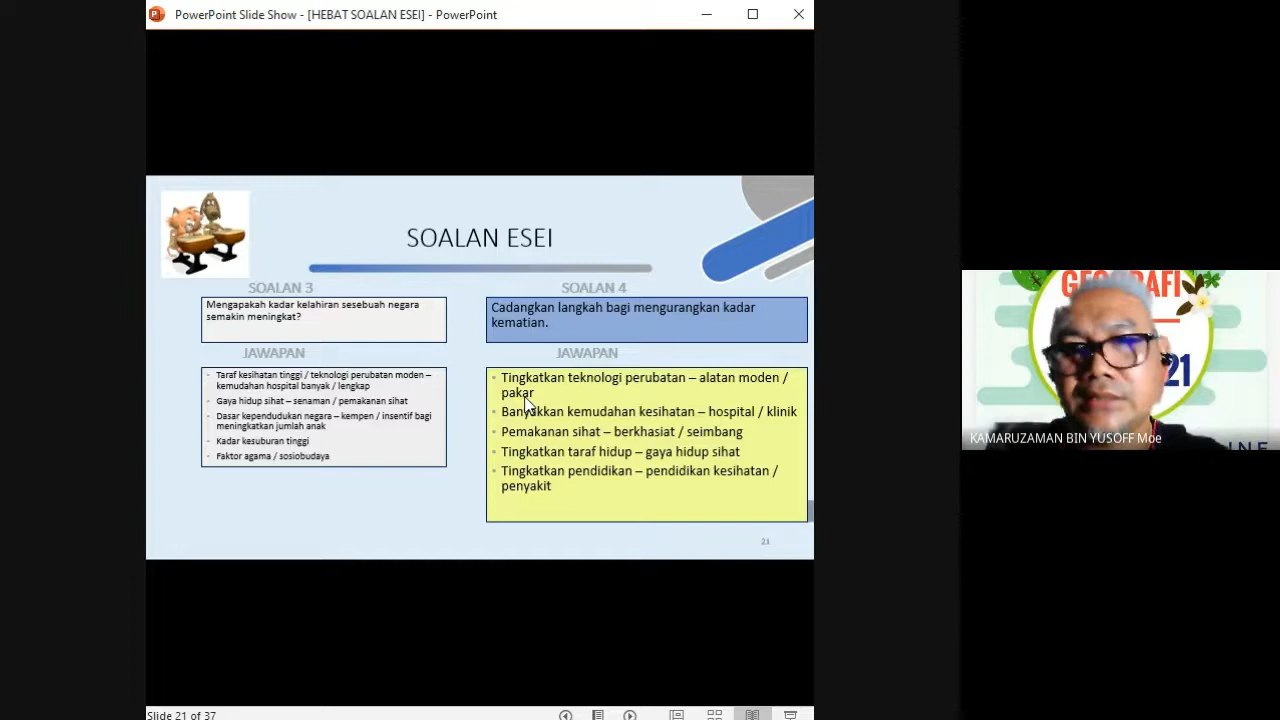 PowerPoint Slide Show - [HEBAT SOALAN ESEI] - PowerPoint
SOALAN ESEI
SOALAN 3
Mengapakah kadar kelahiran sesebuah negara
semakin meningkat?
JAWAPAN
Taraf kesihatan tinggi / teknologi perubatan moden –
kemudahan hospital banyak / lengkap
Gaya hidup sihat – senaman / pemakanan sihat
Dasar kependudukan negara – kempen / insentif bagi
meningkatkan jumlah anak
Kadar kesuburan tinggi
Faktor agama / sosiobudaya
SOALAN 4
Cadangkan langkah bagi mengurangkan kadar
kematian.
JAWAPAN
Tingkatkan teknologi perubatan – alatan moden /
pakar
Banyakkan kemudahan kesihatan – hospital / klinik
Pemakanan sihat – berkhasiat / seimbang
Tingkatkan taraf hidup – gaya hidup sihat
Tingkatkan pendidikan – pendidikan kesihatan /
penyakit
21
Slide 21 of 37
GEOGRAFI
21
KAMARUZAMAN BIN YUSOFF Moe
INE